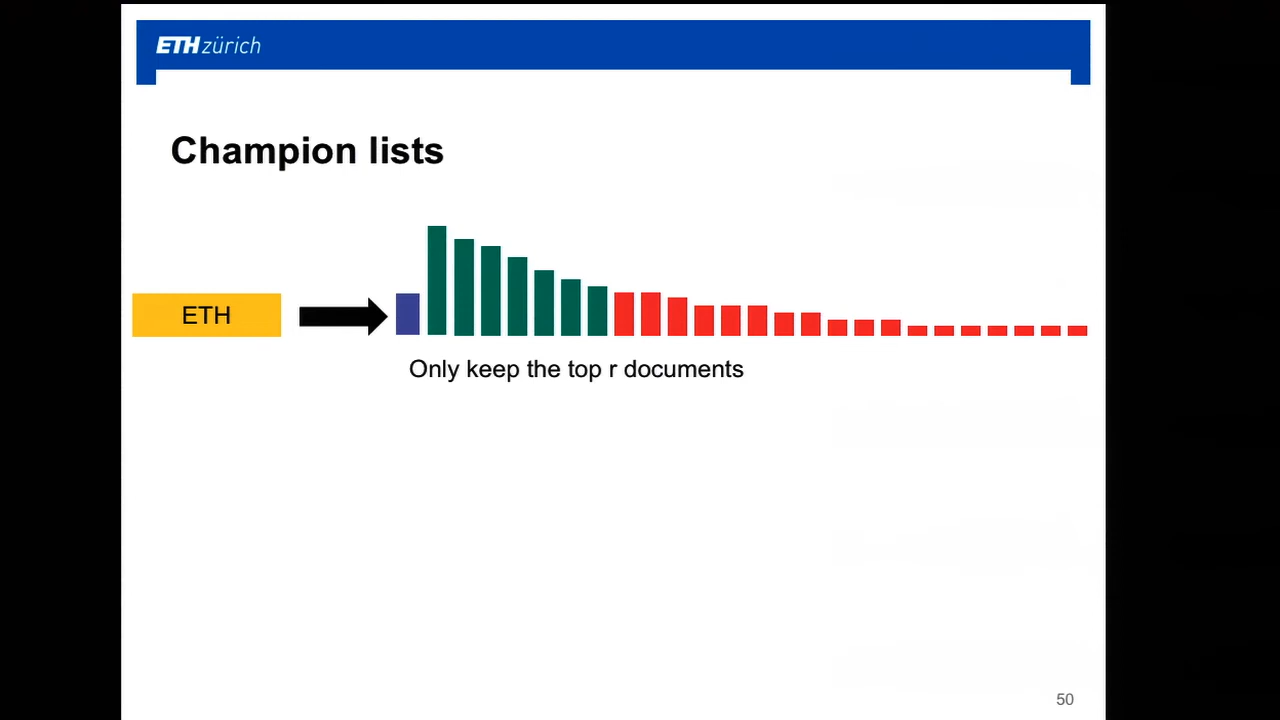 ETH zürich
Champion lists
ETH
Only keep the top r documents
50